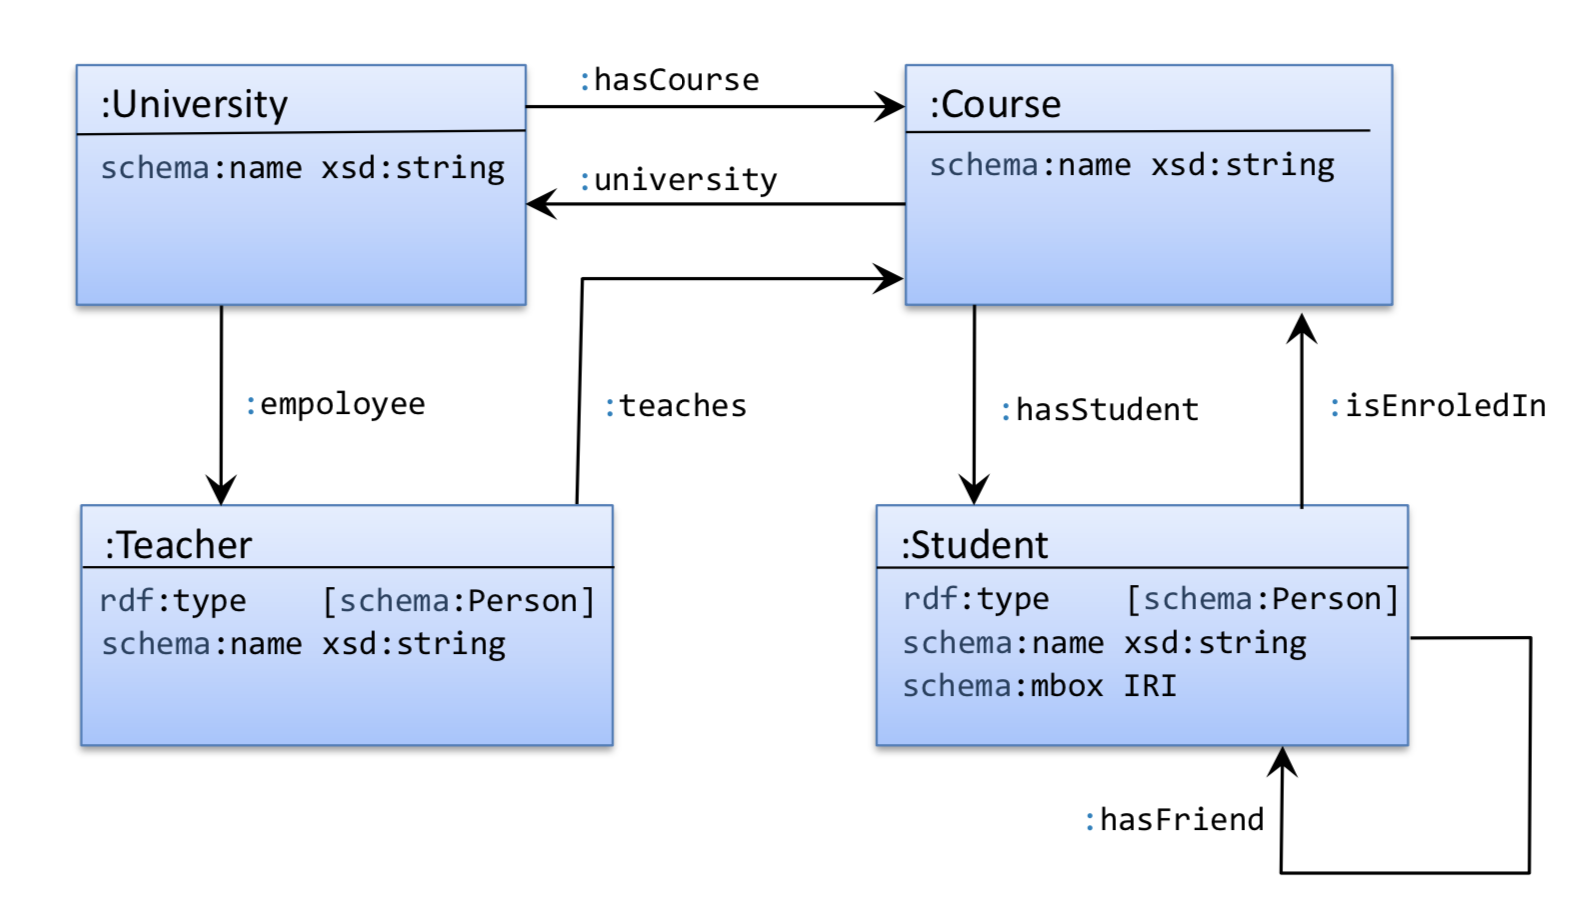 :University
schema:name xsd:string
:hasCourse
:university
:Course
schema:name xsd:string
:empoloyee
:teaches
:hasStudent
:isEnroledIn
:Teacher
rdf:type [schema:Person]
schema:name xsd:string
:Student
rdf:type [schema:Person]
schema:name xsd:string
schema:mbox IRI
:hasFriend